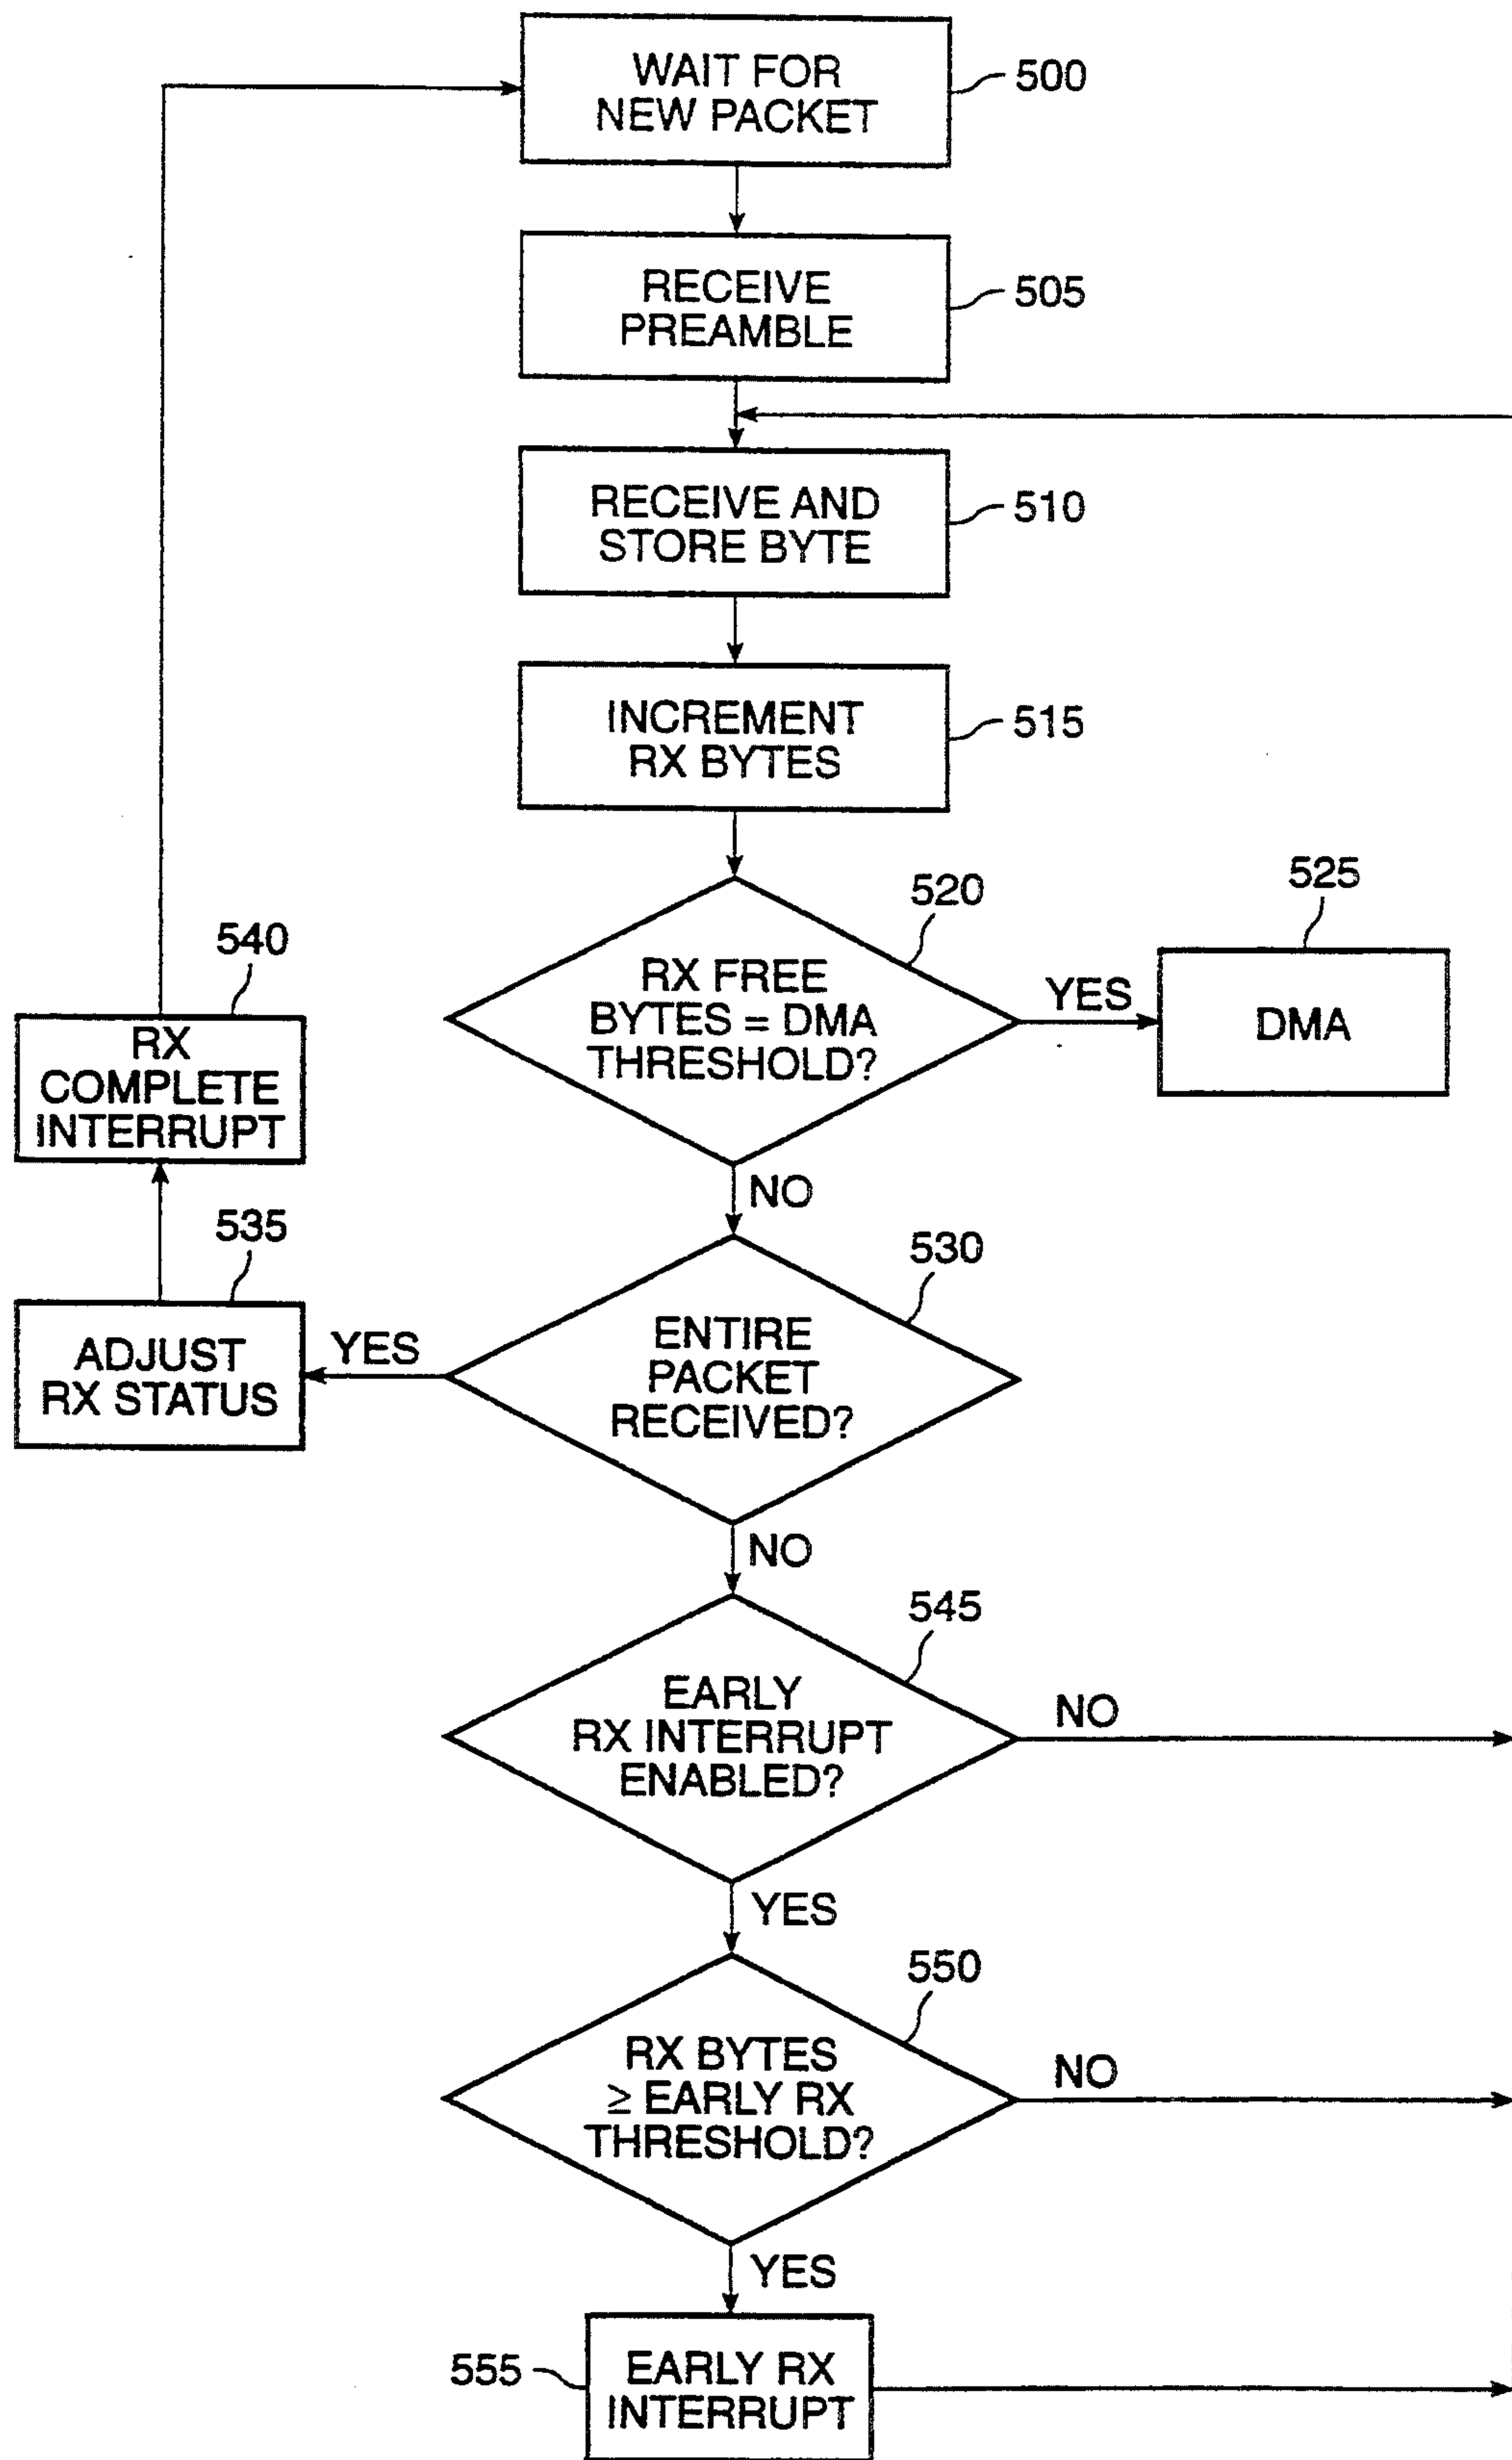 WAIT FOR
NEW PACKET
500
RECEIVE
PREAMBLE
505
RECEIVE AND
STORE BYTE
510
INCREMENT
RX BYTES
515
520
RX FREE
BYTES = DMA
THRESHOLD?
YES
525
DMA
NO
540
RX
COMPLETE
INTERRUPT
535
ADJUST
RX STATUS
YES
530
ENTIRE
PACKET
RECEIVED?
NO
545
EARLY
RX INTERRUPT
ENABLED?
NO
YES
550
RX BYTES
≥ EARLY RX
THRESHOLD?
NO
YES
555
EARLY RX
INTERRUPT